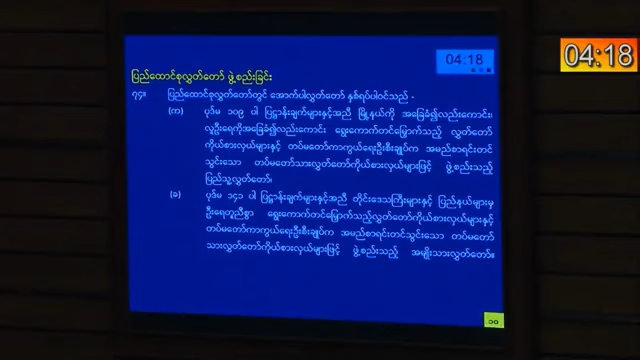 04:18
04:18
ပြည်ထောင်စုလွှတ်တော် ဖွဲ့စည်းခြင်း
၇၄။ ပြည်ထောင်စုလွှတ်တော်တွင် အောက်ပါလွှတ်တော် နှစ်ရပ်ပါဝင်သည် -
(က) ပုဒ်မ ၁၀၉ ပါ ပြဋ္ဌာန်းချက်များနှင့်အညီ မြို့နယ်ကို အခြေခံ၍လည်းကောင်း၊
လူဦးရေကိုအခြေခံ၍လည်းကောင်း ရွေးကောက်တင်မြှောက်သည့် လွှတ်တော်
ကိုယ်စားလှယ်များနှင့် တပ်မတော်ကာကွယ်ရေးဦးစီးချုပ်က အမည်စာရင်းတင်
သွင်းသော တပ်မတော်သားလွှတ်တော်ကိုယ်စားလှယ်များဖြင့် ဖွဲ့စည်းသည့်
ပြည်သူ့လွှတ်တော်၊
(ခ) ပုဒ်မ ၁၄၁ ပါ ပြဋ္ဌာန်းချက်များနှင့်အညီ တိုင်းဒေသကြီးများနှင့် ပြည်နယ်များမှ
ဦးရေတူညီစွာ ရွေးကောက်တင်မြှောက်သည့်လွှတ်တော်ကိုယ်စားလှယ်များနှင့်
တပ်မတော်ကာကွယ်ရေးဦးစီးချုပ်က အမည်စာရင်းတင်သွင်းသော တပ်မတော်
သားလွှတ်တော်ကိုယ်စားလှယ်များဖြင့် ဖွဲ့စည်းသည့် အမျိုးသားလွှတ်တော်။
၁၀